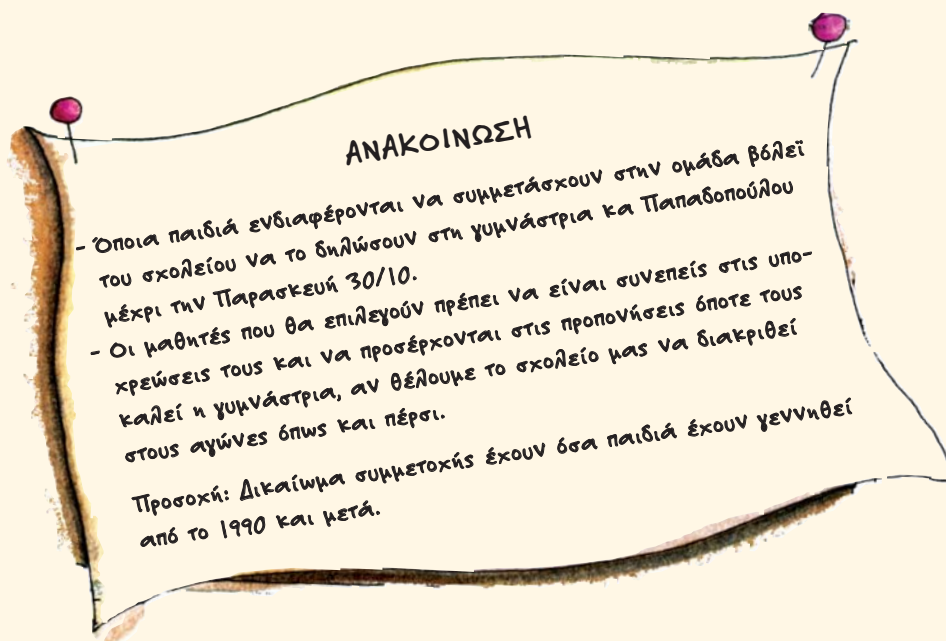 ΑΝΑΚΟΙΝΩΣΗ
- Όποια παιδιά ενδιαφέρονται να συμμετάσχουν στην ομάδα βόλεϊ
του σχολείου να το δηλώσουν στη γυμνάστρια κα Παπαδοπούλου
μέχρι την Παρασκευή 30/10.
- Οι μαθητές που θα επιλεγούν πρέπει να είναι συνεπείς στις υπο-
χρεώσεις τους και να προσέρχονται στις προπονήσεις όποτε τους
καλεί η γυμνάστρια, αν θέλουμε το σχολείο μας να διακριθεί
στους αγώνες όπως και πέρσι.
Προσοχή: Δικαίωμα συμμετοχής έχουν όσα παιδιά έχουν γεννηθεί
από το 1990 και μετά.